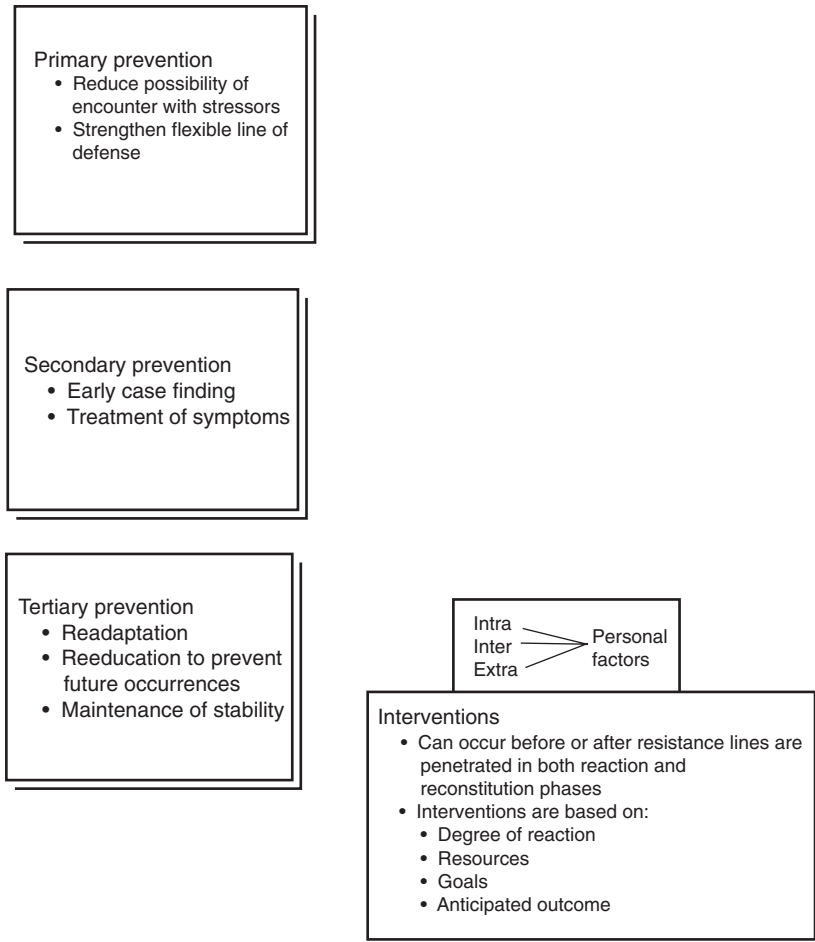 Primary prevention
• Reduce possibility of
encounter with stressors
• Strengthen flexible line of
defense
Secondary prevention
• Early case finding
• Treatment of symptoms
Tertiary prevention
• Readaptation
• Reeducation to prevent
future occurrences
• Maintenance of stability
Intra
Inter
Extra
Personal
factors
Interventions
• Can occur before or after resistance lines are
penetrated in both reaction and
reconstitution phases
• Interventions are based on:
• Degree of reaction
• Resources
• Goals
• Anticipated outcome